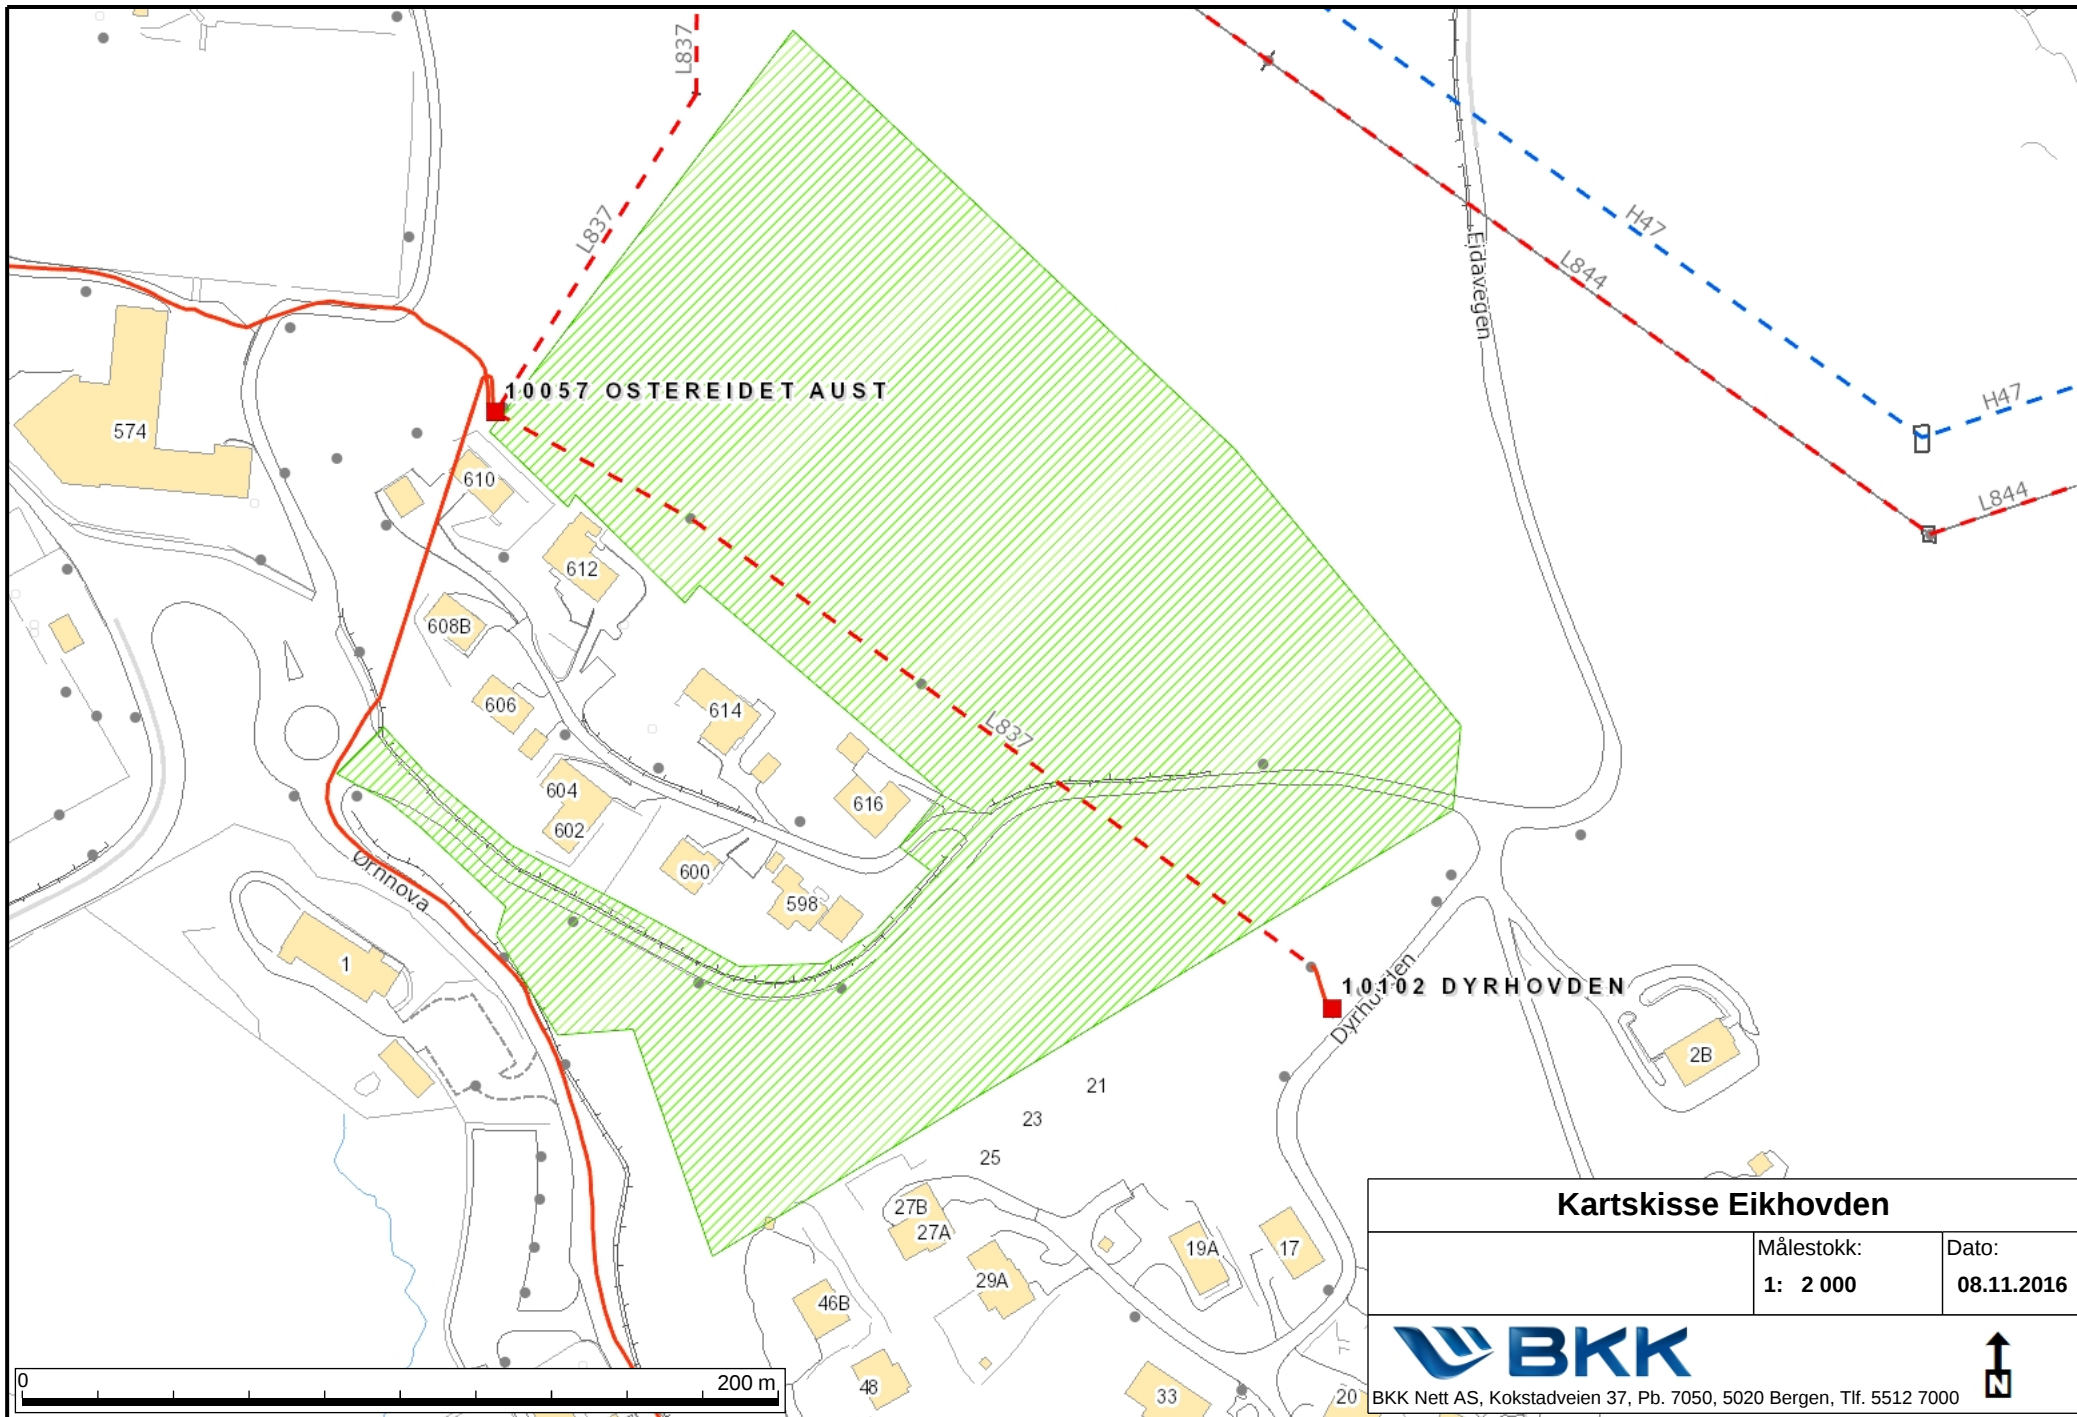 L837
L837
H47
L844
Eidavegen
10057 OSTEREIDET AUST
H47
L844
574
610
612
608B
606
614
L837
604
602
616
600
598
Ørnnova
1
10102 DYRHOVDEN
Dyrhovden
2B
21
23
25
27B
27A
29A
19A
17
46B
48
33
20
0
200 m
Kartskisse Eikhovden
Målestokk:
1: 2 000
Dato:
08.11.2016
BKK
BKK Nett AS, Kokstadveien 37, Pb. 7050, 5020 Bergen, Tlf. 5512 7000
N